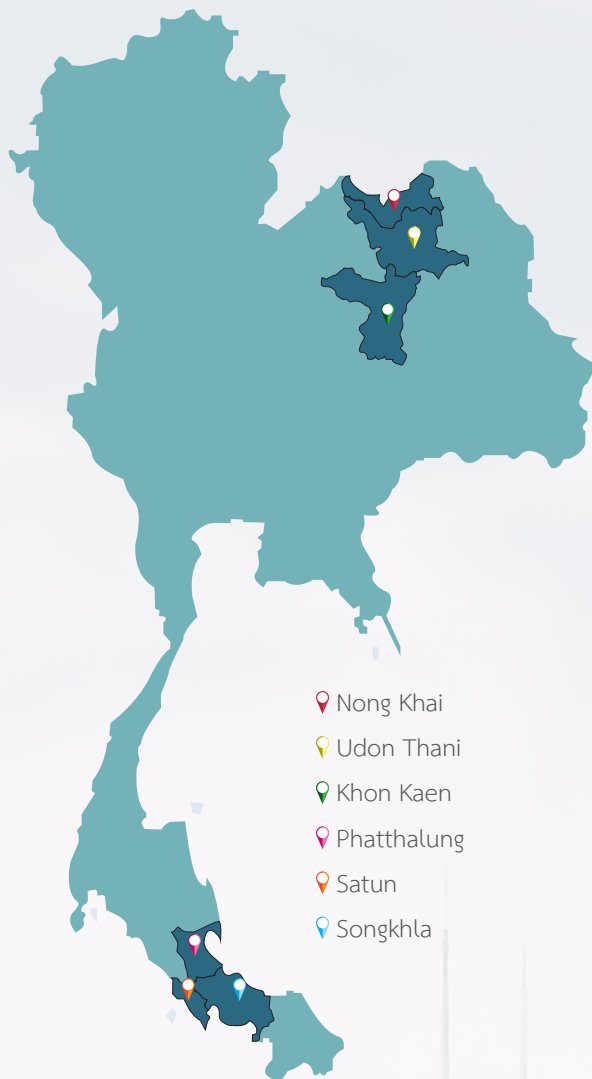 Nong Khai
Udon Thani
Khon Kaen
Phatthalung
Satun
Songkhla